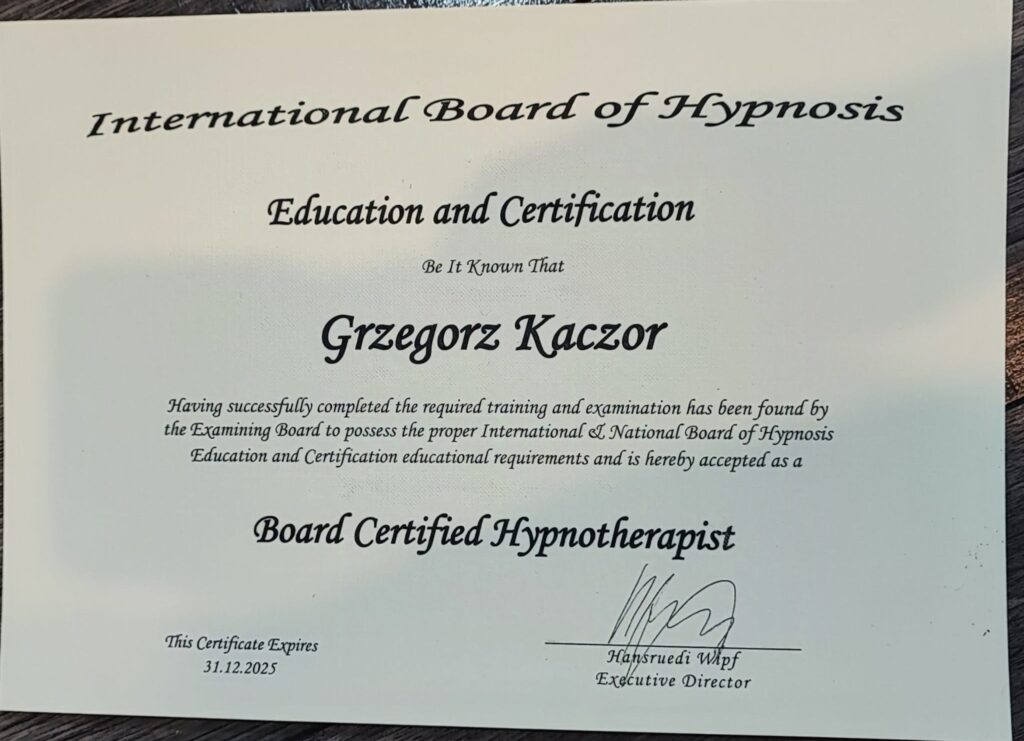 International Board of Hypnosis
Education and Certification
Be It Known That
Grzegorz Kaczor
Having successfully completed the required training and examination has been found by
the Examining Board to possess the proper International & National Board of Hypnosis
Education and Certification educational requirements and is hereby accepted as a
Board Certified Hypnotherapist
This Certificate Expires
31.12.2025
Hansruedi Wipf
Executive Director